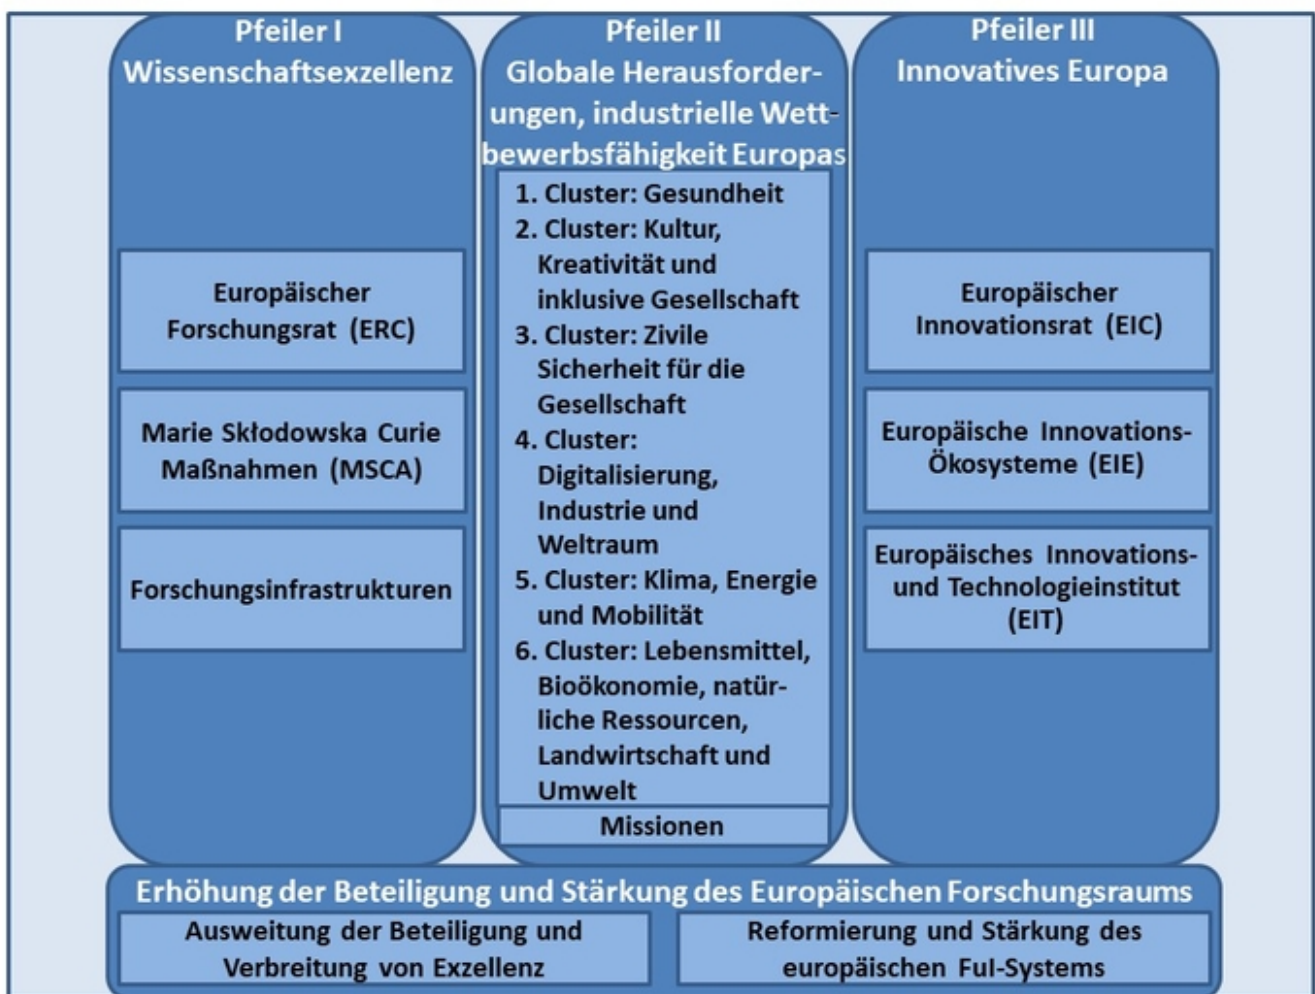 Pfeiler I
Wissenschaftsexzellenz
Europäischer
Forschungsrat (ERC)
Marie Skłodowska Curie
Maßnahmen (MSCA)
Forschungsinfrastrukturen
Pfeiler II
Globale Herausforder-
ungen, industrielle Wett-
bewerbsfähigkeit Europas
1. Cluster: Gesundheit
2. Cluster: Kultur,
Kreativität und
inklusive Gesellschaft
3. Cluster: Zivile
Sicherheit für die
Gesellschaft
4. Cluster:
Digitalisierung,
Industrie und
Weltraum
5. Cluster: Klima, Energie
und Mobilität
6. Cluster: Lebensmittel,
Bioökonomie, natür-
liche Ressourcen,
Landwirtschaft und
Umwelt
Missionen
Pfeiler III
Innovatives Europa
Europäischer
Innovationsrat (EIC)
Europäische Innovations-
Ökosysteme (EIE)
Europäisches Innovations-
und Technologieinstitut
(EIT)
Erhöhung der Beteiligung und Stärkung des Europäischen Forschungsraums
Ausweitung der Beteiligung und
Verbreitung von Exzellenz
Reformierung und Stärkung des
europäischen FuI-Systems